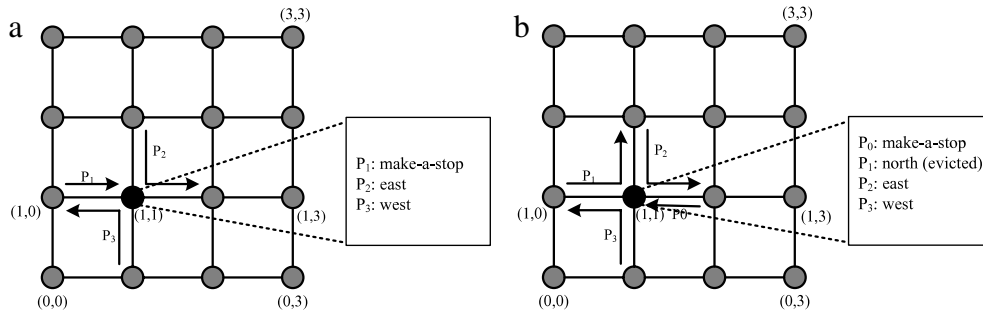 a
(3,3)
P₂
P₁
(1,0)
(1,1)
(1,3)
P₃
(0,0)
(0,3)
P₁: make-a-stop
P₂: east
P₃: west
b
(3,3)
P₂
P₁
(1,0)
(1,1)
P0
(1,3)
P₃
(0,0)
(0,3)
P₀: make-a-stop
P₁: north (evicted)
P₂: east
P₃: west